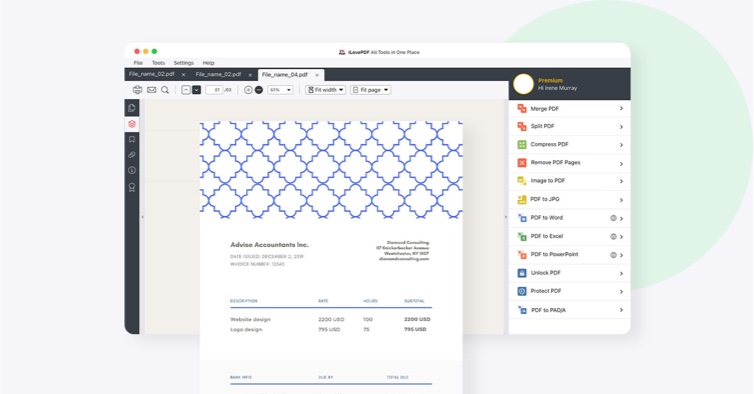 iLovePDF All Tools in One Place
File Tools Settings Help
File_name_02.pdf × File_name_02.pdf × File_name_04.pdf ×
01 /24 61% Fit width Fit page
Premium
Hi Irene Murray
Merge PDF
Split PDF
Compress PDF
Remove PDF Pages
Image to PDF
PDF to JPG
PDF to Word
PDF to Excel
PDF to PowerPoint
Unlock PDF
Protect PDF
PDF to PAD/A
Advise Accountants Inc.
DATE ISSUED: DECEMBER 2, 2019
INVOICE NUMBER: 12345
Diamond Consulting
117 Knickerbocker Avenue
Westchester, NY 11107
diamondconsulting.com
DESCRIPTION RATE HOURS SUBTOTAL
Website design 2200 USD 100 2200 USD
Logo design 795 USD 75 795 USD
BANK INFO DUE BY TOTAL